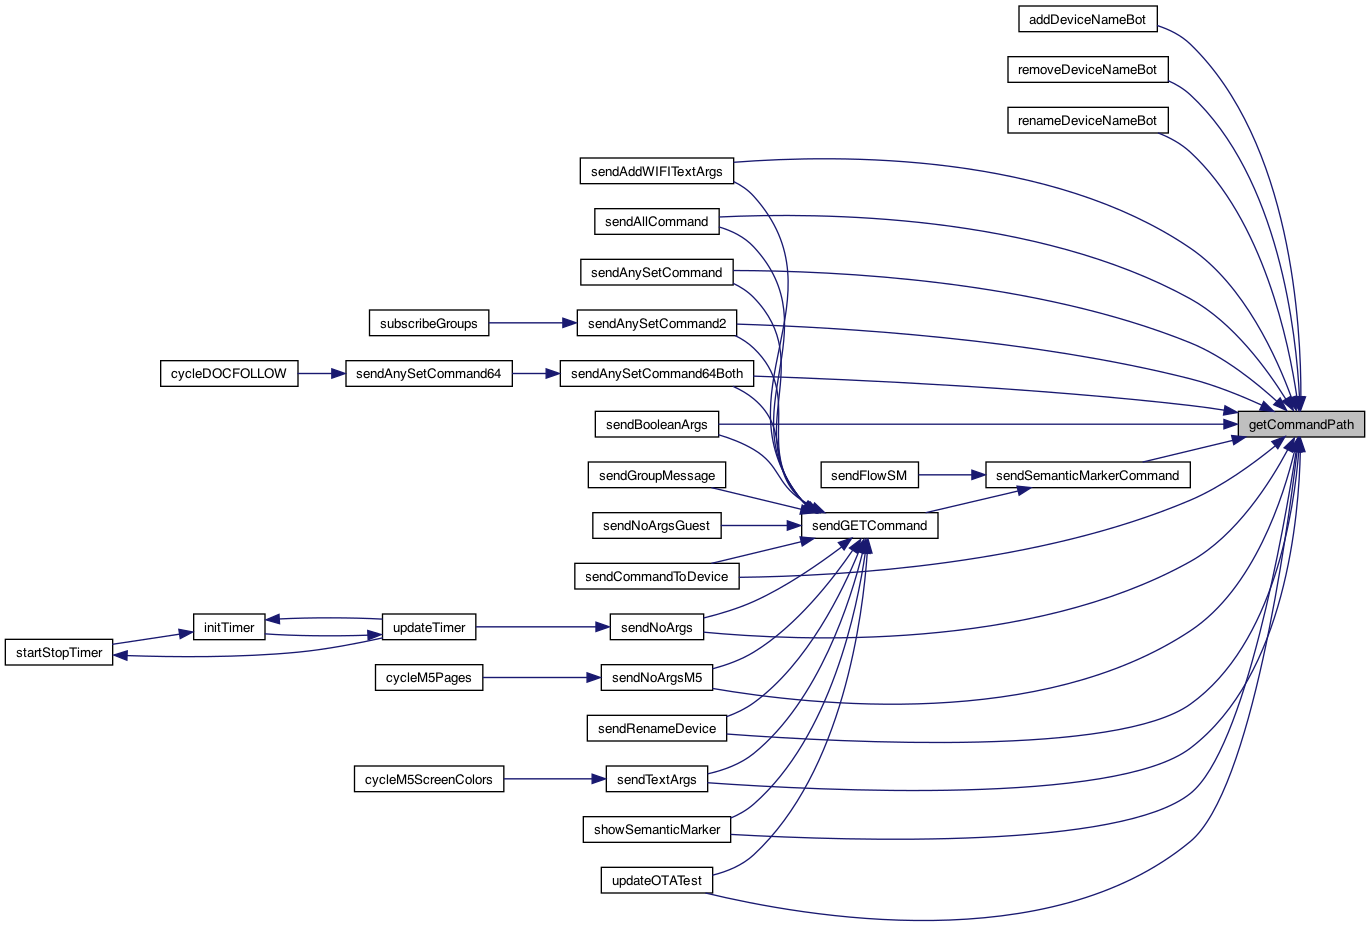 addDeviceNameBot
removeDeviceNameBot
renameDeviceNameBot
sendAddWIFITextArgs
sendAllCommand
sendAnySetCommand
subscribeGroups
sendAnySetCommand2
cycleDOCFOLLOW
sendAnySetCommand64
sendAnySetCommand64Both
sendBooleanArgs
getCommandPath
sendGroupMessage
sendFlowSM
sendSemanticMarkerCommand
sendNoArgsGuest
sendGETCommand
sendCommandToDevice
initTimer
updateTimer
sendNoArgs
startStopTimer
cycleM5Pages
sendNoArgsM5
sendRenameDevice
cycleM5ScreenColors
sendTextArgs
showSemanticMarker
updateOTATest